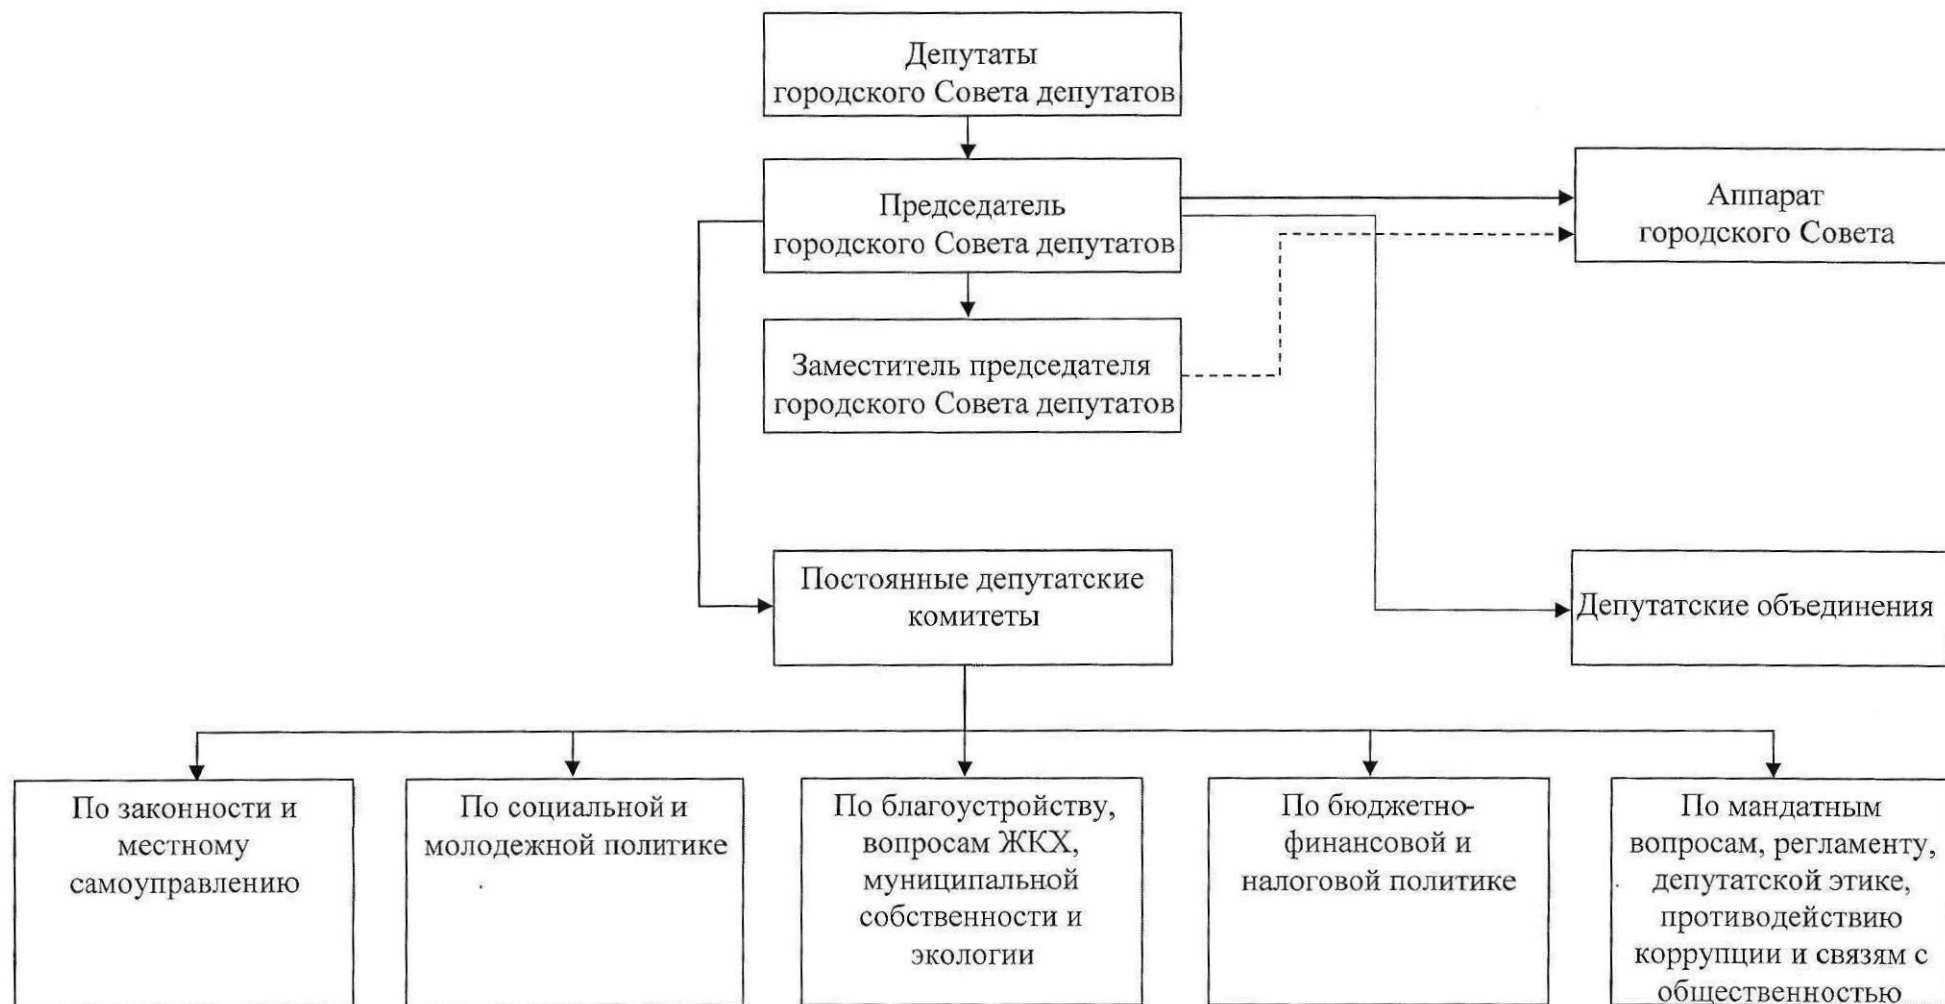 Депутаты
городского Совета депутатов
Председатель
городского Совета депутатов
Аппарат
городского Совета
Заместитель председателя
городского Совета депутатов
Постоянные депутатские
комитеты
Депутатские объединения
По законности и
местному
самоуправлению
По социальной и
молодежной политике
По благоустройству,
вопросам ЖКХ,
муниципальной
собственности и
экологии
По бюджетно-
финансовой и
налоговой политике
По мандатным
вопросам, регламенту,
депутатской этике,
противодействию
коррупции и связям с
общественностью